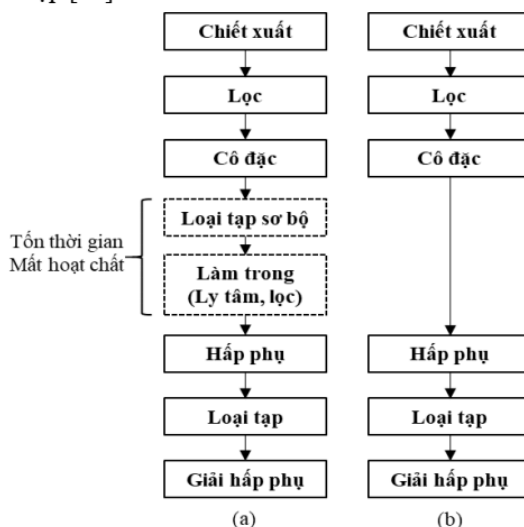 Chiết xuất
Lọc
Cô đặc
Loại tạp sơ bộ
Làm trong
(Ly tâm, lọc)
Hấp phụ
Loại tạp
Giải hấp phụ
(a)
Tốn thời gian
Mất hoạt chất
Chiết xuất
Lọc
Cô đặc
Hấp phụ
Loại tạp
Giải hấp phụ
(b)